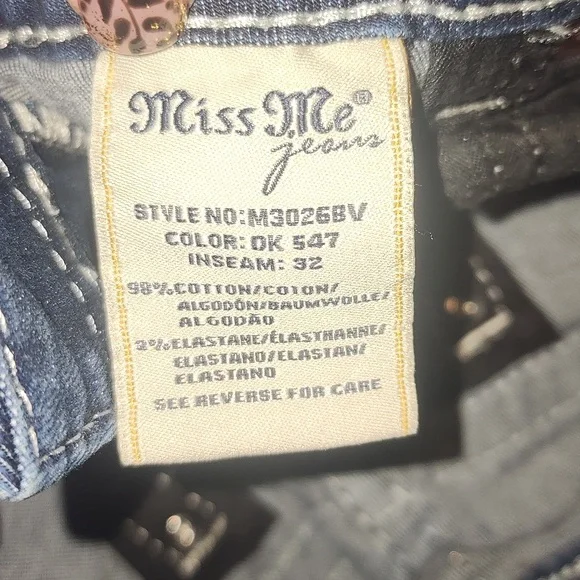 Miss Me®
jeans
STYLE NO:M3026BV
COLOR: DK 547
INSEAM: 32
98%COTTON/COTON/
ALGODÓN/BAUMWOLLE/
ALGODÃO
2%ELASTANE/ÉLASTHANNE/
ELASTANO/ELASTAN/
ELASTANO
SEE REVERSE FOR CARE